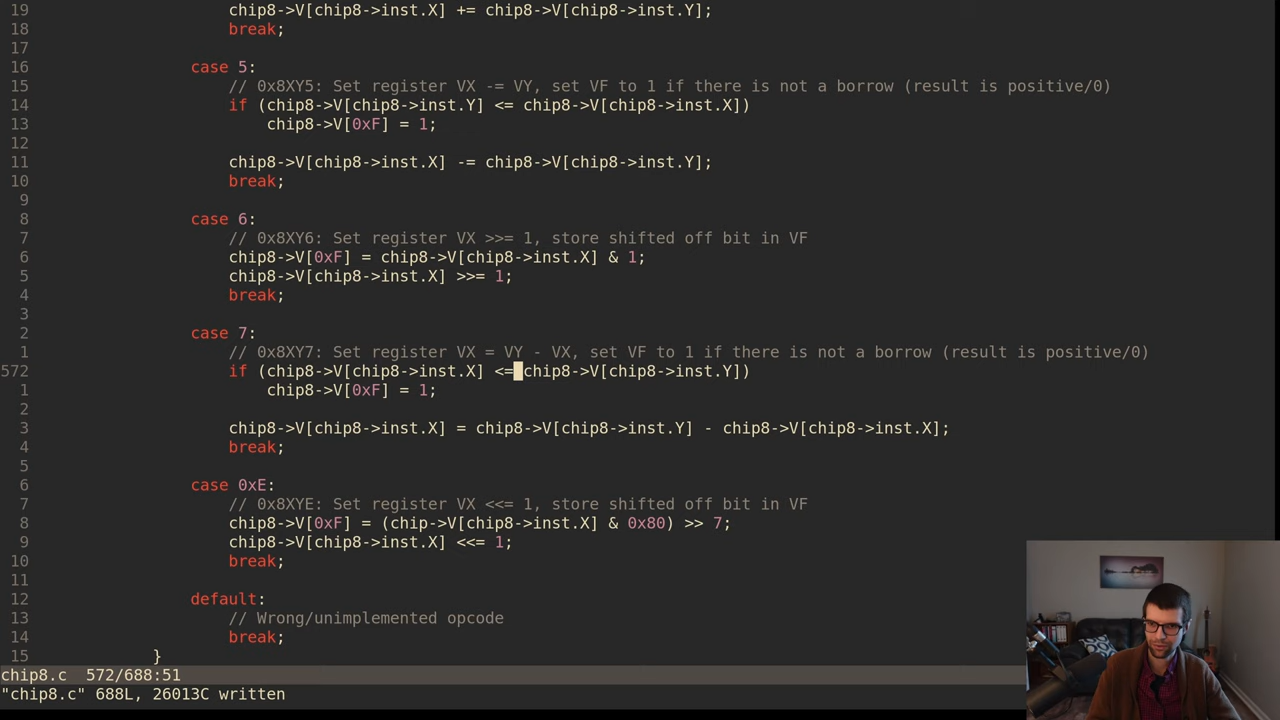 19 chip8->V[chip8->inst.X] += chip8->V[chip8->inst.Y];
18 break;
17
16 case 5:
15 // 0x8XY5: Set register VX -= VY, set VF to 1 if there is not a borrow (result is positive/0)
14 if (chip8->V[chip8->inst.Y] <= chip8->V[chip8->inst.X])
13 chip8->V[0xF] = 1;
12
11 chip8->V[chip8->inst.X] -= chip8->V[chip8->inst.Y];
10 break;
9
8 case 6:
7 // 0x8XY6: Set register VX >>= 1, store shifted off bit in VF
6 chip8->V[0xF] = chip8->V[chip8->inst.X] & 1;
5 chip8->V[chip8->inst.X] >>= 1;
4 break;
3
2 case 7:
1 // 0x8XY7: Set register VX = VY - VX, set VF to 1 if there is not a borrow (result is positive/0)
572 if (chip8->V[chip8->inst.X] <= chip8->V[chip8->inst.Y])
1 chip8->V[0xF] = 1;
2
3 chip8->V[chip8->inst.X] = chip8->V[chip8->inst.Y] - chip8->V[chip8->inst.X];
4 break;
5
6 case 0xE:
7 // 0x8XYE: Set register VX <<= 1, store shifted off bit in VF
8 chip8->V[0xF] = (chip->V[chip8->inst.X] & 0x80) >> 7;
9 chip8->V[chip8->inst.X] <<= 1;
10 break;
11
12 default:
13 // Wrong/unimplemented opcode
14 break;
15 }
chip8.c 572/688:51
"chip8.c" 688L, 26013C written